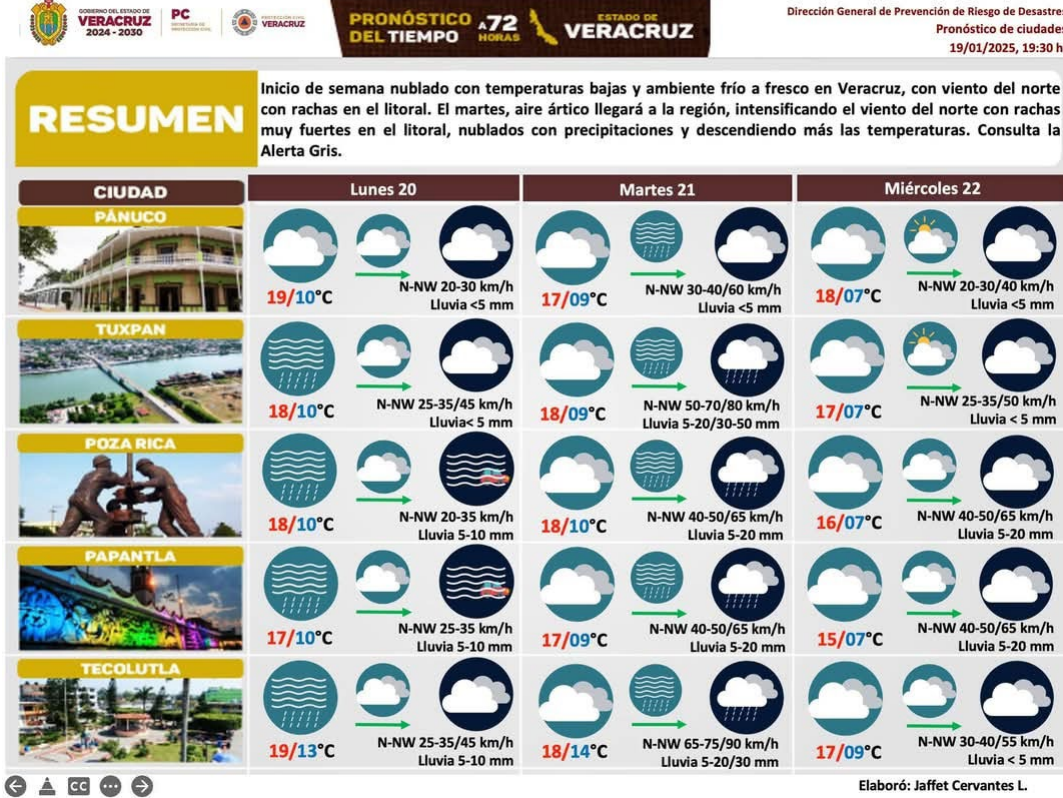 GOBIERNO DEL ESTADO DE
VERACRUZ
2024 - 2030
PC
SECRETARÍA DE
PROTECCIÓN CIVIL
PROTECCIÓN CIVIL
VERACRUZ
PRONÓSTICO
DEL TIEMPO
A 72
HORAS
ESTADO DE
VERACRUZ
Dirección General de Prevención de Riesgo de Desastre
Pronóstico de ciudade
19/01/2025, 19:30 h
RESUMEN
Inicio de semana nublado con temperaturas bajas y ambiente frío a fresco en Veracruz, con viento del norte
con rachas en el litoral. El martes, aire ártico llegará a la región, intensificando el viento del norte con rachas
muy fuertes en el litoral, nublados con precipitaciones y descendiendo más las temperaturas. Consulta la
Alerta Gris.
CIUDAD
Lunes 20
Martes 21
Miércoles 22
PÁNUCO
19/10°C
N-NW 20-30 km/h
Lluvia <5 mm
17/09°C
N-NW 30-40/60 km/h
Lluvia <5 mm
18/07°C
N-NW 20-30/40 km/h
Lluvia <5 mm
TUXPAN
18/10°C
N-NW 25-35/45 km/h
Lluvia< 5 mm
18/09°C
N-NW 50-70/80 km/h
Lluvia 5-20/30-50 mm
17/07°C
N-NW 25-35/50 km/h
Lluvia < 5 mm
POZA RICA
18/10°C
N-NW 20-35 km/h
Lluvia 5-10 mm
18/10°C
N-NW 40-50/65 km/h
Lluvia 5-20 mm
16/07°C
N-NW 40-50/65 km/h
Lluvia 5-20 mm
PAPANTLA
17/10°C
N-NW 25-35 km/h
Lluvia 5-10 mm
17/09°C
N-NW 40-50/65 km/h
Lluvia 5-20 mm
15/07°C
N-NW 40-50/65 km/h
Lluvia 5-20 mm
TECOLUTLA
19/13°C
N-NW 25-35/45 km/h
Lluvia 5-10 mm
18/14°C
N-NW 65-75/90 km/h
Lluvia 5-20/30 mm
17/09°C
N-NW 30-40/55 km/h
Lluvia < 5 mm
CC
Elaboró: Jaffet Cervantes L.